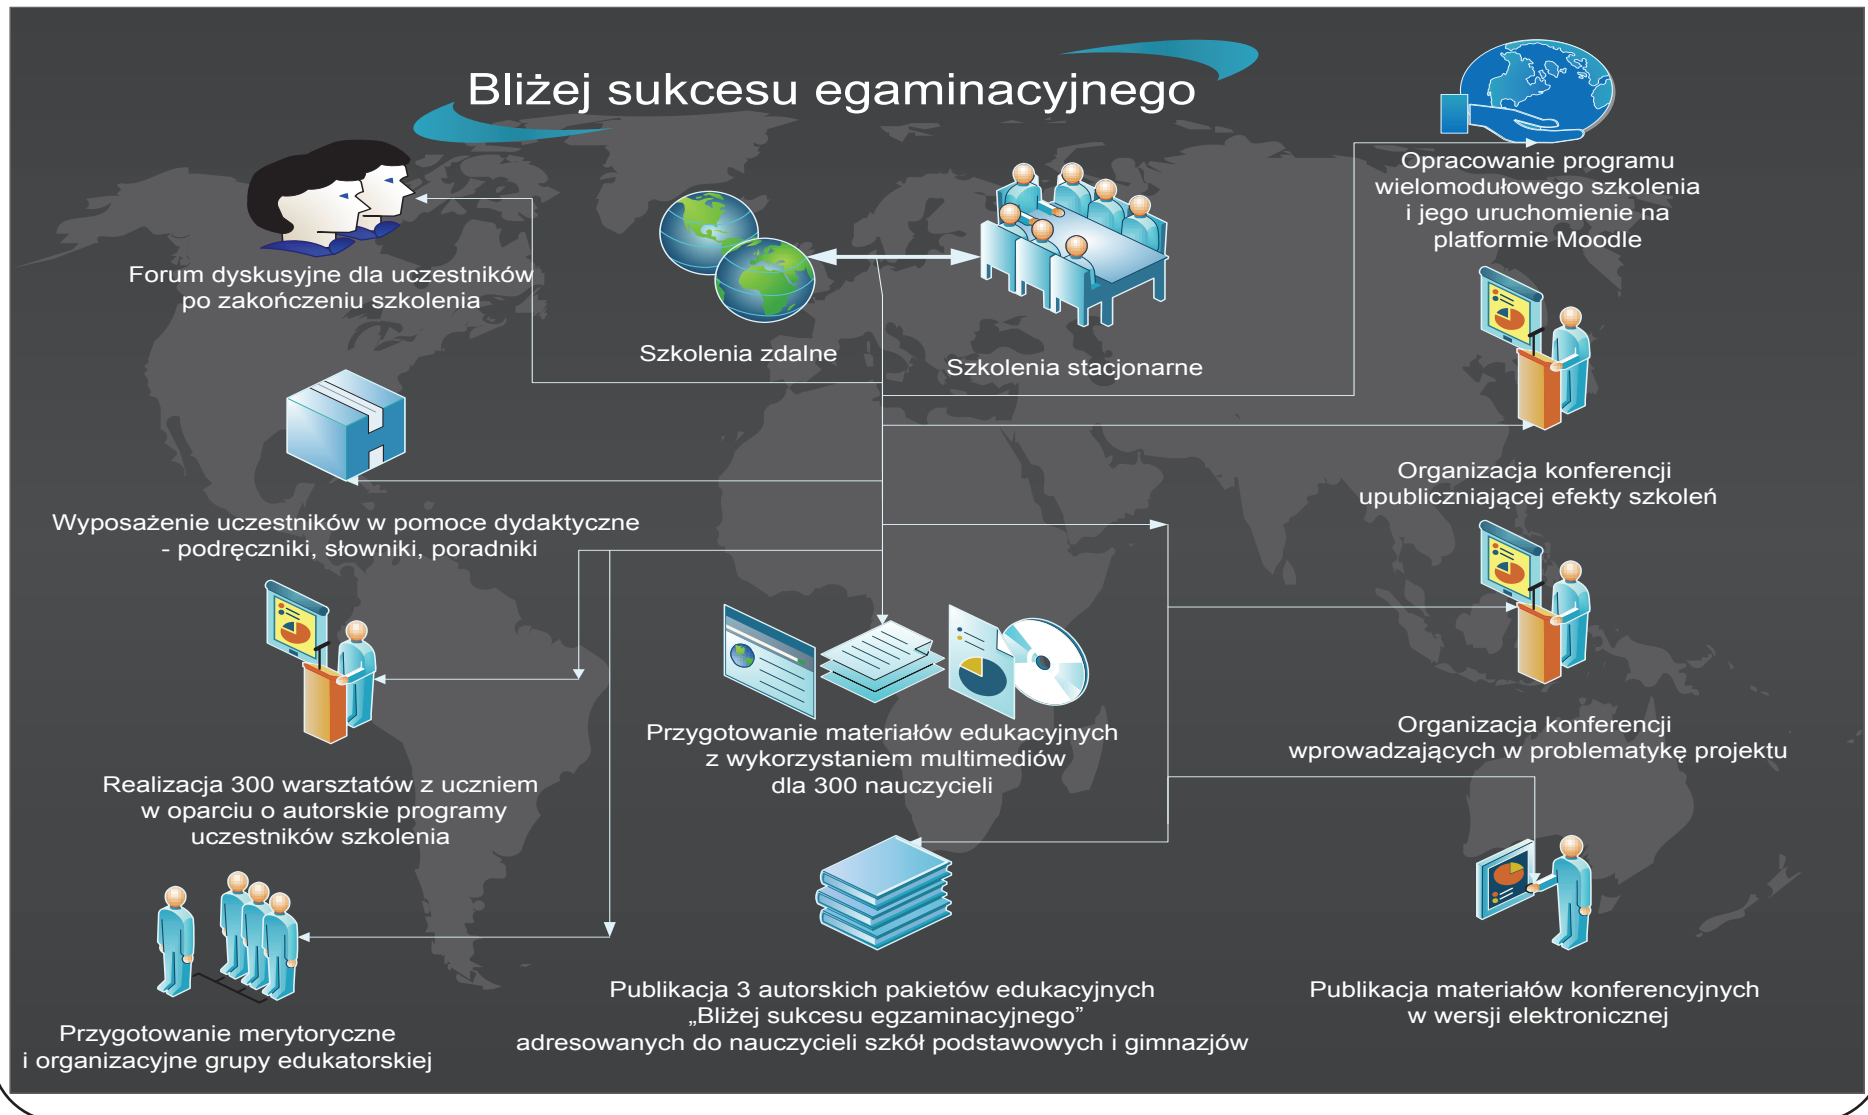 Bliżej sukcesu egaminacyjnego
Opracowanie programu
wielomodułowego szkolenia
i jego uruchomienie na
platformie Moodle
Forum dyskusyjne dla uczestników
po zakończeniu szkolenia
Szkolenia zdalne
Szkolenia stacjonarne
Organizacja konferencji
upubliczniającej efekty szkoleń
Wyposażenie uczestników w pomoce dydaktyczne
- podręczniki, słowniki, poradniki
Przygotowanie materiałów edukacyjnych
z wykorzystaniem multimediów
dla 300 nauczycieli
Organizacja konferencji
wprowadzających w problematykę projektu
Realizacja 300 warsztatów z uczniem
w oparciu o autorskie programy
uczestników szkolenia
Publikacja 3 autorskich pakietów edukacyjnych
„Bliżej sukcesu egzaminacyjnego”
adresowanych do nauczycieli szkół podstawowych i gimnazjów
Publikacja materiałów konferencyjnych
w wersji elektronicznej
Przygotowanie merytoryczne
i organizacyjne grupy edukatorskiej